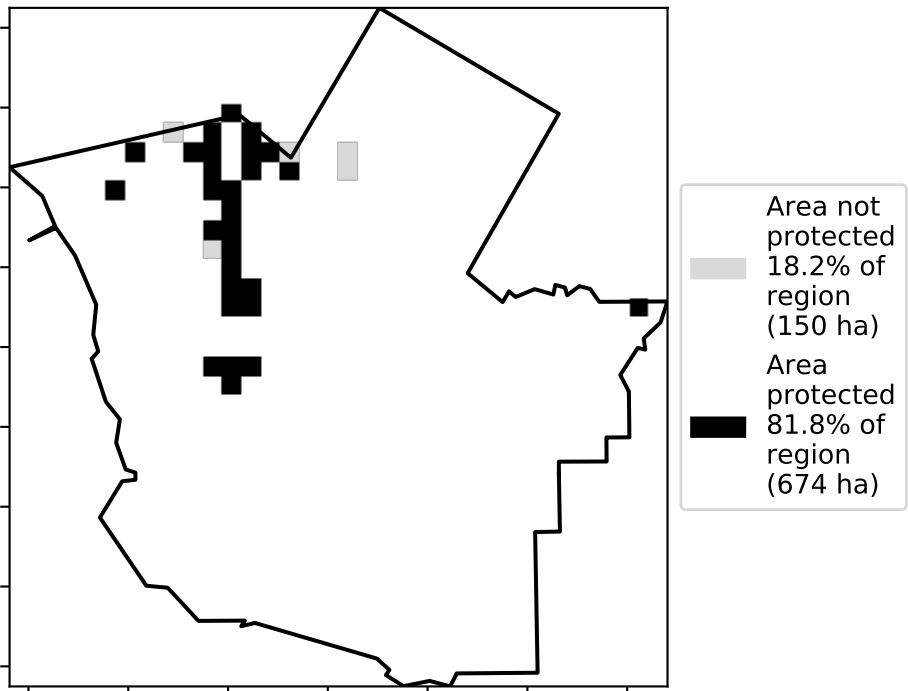 Area not
protected
18.2% of
region
(150 ha)
Area
protected
81.8% of
region
(674 ha)